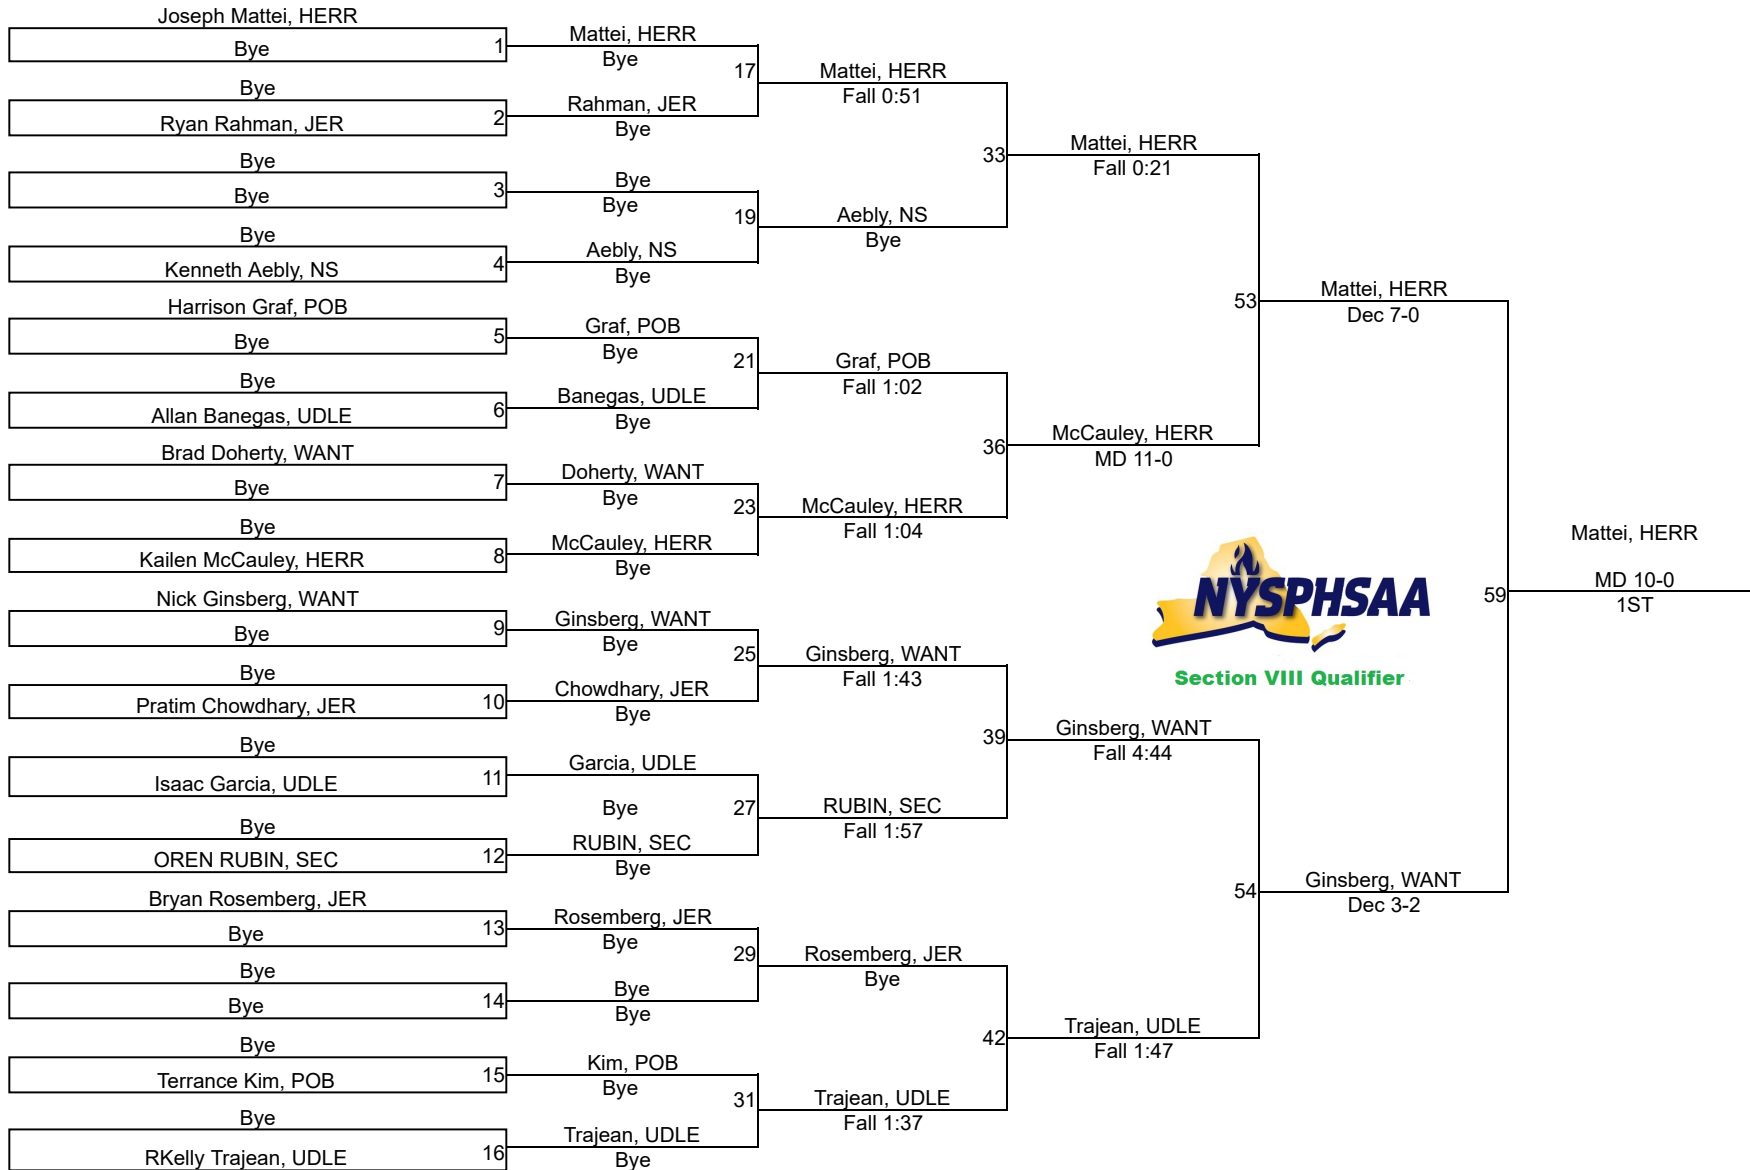 Joseph Mattei, HERR
Bye
1
Bye
Ryan Rahman, JER
2
Bye
Bye
3
Bye
Kenneth Aebly, NS
4
Harrison Graf, POB
Bye
5
Bye
Allan Banegas, UDLE
6
Brad Doherty, WANT
Bye
7
Bye
Kailen McCauley, HERR
8
Nick Ginsberg, WANT
Bye
9
Bye
Pratim Chowdhary, JER
10
Bye
Isaac Garcia, UDLE
11
Bye
OREN RUBIN, SEC
12
Bryan Rosemberg, JER
Bye
13
Bye
Bye
14
Bye
Terrance Kim, POB
15
Bye
RKelly Trajean, UDLE
16
Mattei, HERR
Bye
17
Rahman, JER
Bye
Bye
Bye
19
Aebly, NS
Bye
Graf, POB
Bye
21
Banegas, UDLE
Bye
Doherty, WANT
Bye
23
McCauley, HERR
Bye
Ginsberg, WANT
Bye
25
Chowdhary, JER
Bye
Garcia, UDLE
Bye
27
RUBIN, SEC
Bye
Rosemberg, JER
Bye
29
Bye
Bye
Kim, POB
Bye
31
Trajean, UDLE
Bye
Mattei, HERR
Fall 0:51
33
Aebly, NS
Bye
Graf, POB
Fall 1:02
36
McCauley, HERR
Fall 1:04
Ginsberg, WANT
Fall 1:43
39
RUBIN, SEC
Fall 1:57
Rosemberg, JER
Bye
42
Trajean, UDLE
Fall 1:37
Mattei, HERR
Fall 0:21
53
McCauley, HERR
MD 11-0
Ginsberg, WANT
Fall 4:44
54
Trajean, UDLE
Fall 1:47
Mattei, HERR
Dec 7-0
NYSPHSAA
Section VIII Qualifier
59
Ginsberg, WANT
Dec 3-2
Mattei, HERR
MD 10-0
1ST